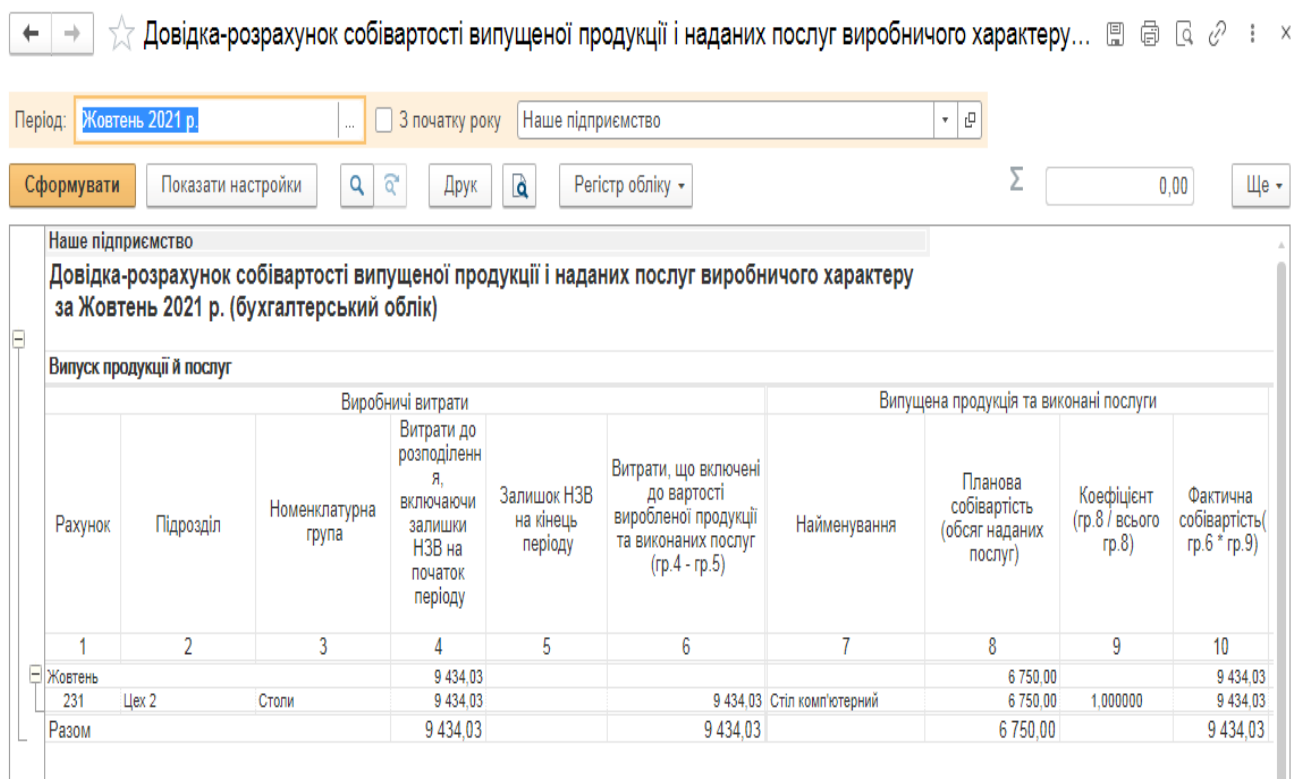 Довідка-розрахунок собівартості випущеної продукції і наданих послуг виробничого характеру...
Період: Жовтень 2021 р. ... З початку року Наше підприємство
Сформувати Показати настройки Друк Регістр обліку Σ 0,00 Ще
Наше підприємство
Довідка-розрахунок собівартості випущеної продукції і наданих послуг виробничого характеру
за Жовтень 2021 р. (бухгалтерський облік)
Випуск продукції й послуг
Виробничі витрати Випущена продукція та виконані послуги
Рахунок
Підрозділ
Номенклатурна
група
Витрати до
розподіленн
я,
включаючи
залишки
НЗВ на
початок
періоду
Залишок НЗВ
на кінець
періоду
Витрати, що включені
до вартості
виробленої продукції
та виконаних послуг
(гр.4 - гр.5)
Найменування
Планова
собівартість
(обсяг наданих
послуг)
Коефіцієнт
(гр.8 / всього
гр.8)
Фактична
собівартість(
гр.6 * гр.9)
1 2 3 4 5 6 7 8 9 10
Жовтень 9 434,03 6 750,00 9 434,03
231 Цех 2 Столи 9 434,03 9 434,03 Стіл комп'ютерний 6 750,00 1,000000 9 434,03
Разом 9 434,03 9 434,03 6 750,00 9 434,03